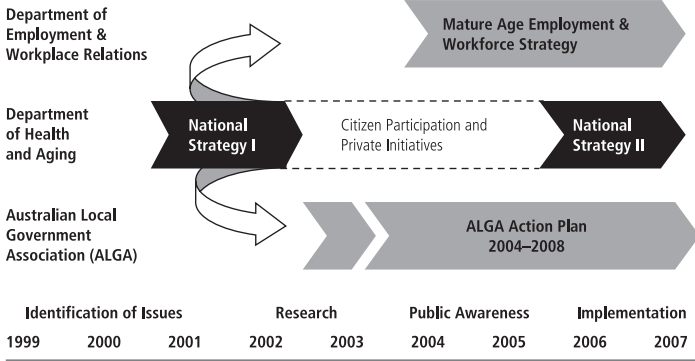 Department of
Employment &
Workplace Relations
Mature Age Employment &
Workforce Strategy
Department
of Health
and Aging
National
Strategy I
Citizen Participation and
Private Initiatives
National
Strategy II
Australian Local
Government
Association (ALGA)
ALGA Action Plan
2004–2008
Identification of Issues Research Public Awareness Implementation
1999 2000 2001 2002 2003 2004 2005 2006 2007